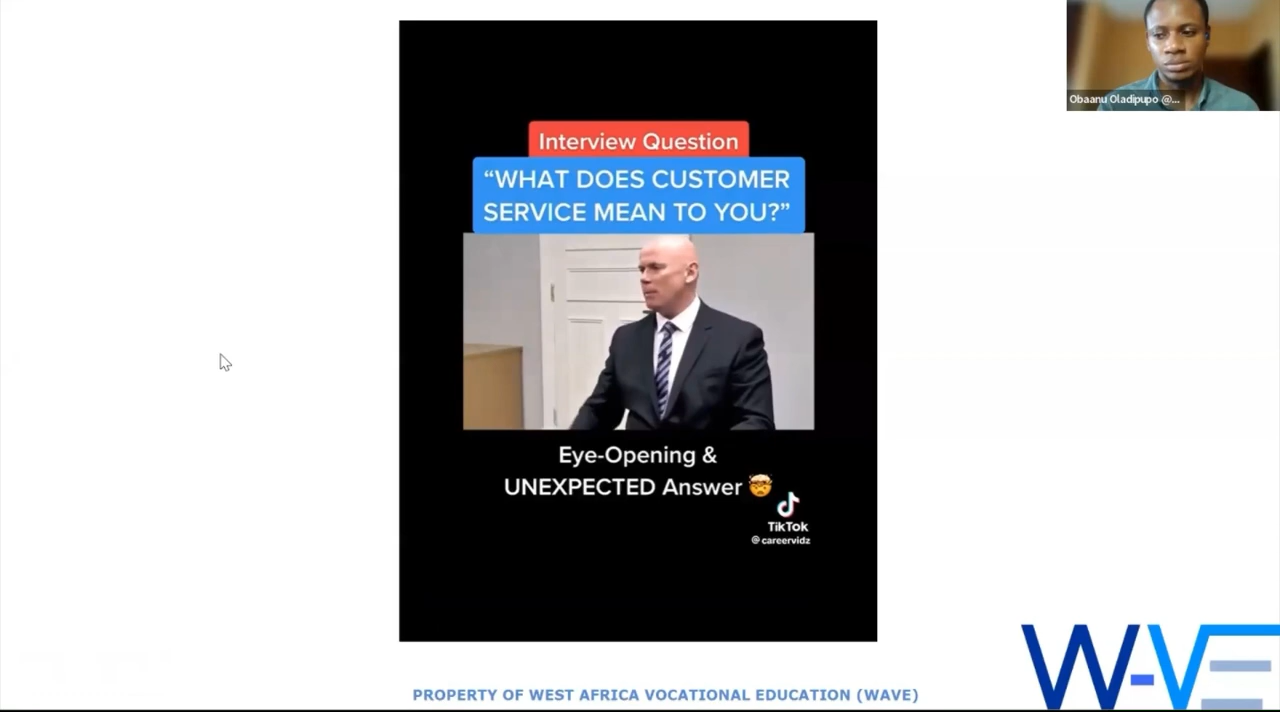 Obaanu Oladipupo @...
Interview Question
“WHAT DOES CUSTOMER
SERVICE MEAN TO YOU?”
Eye-Opening &
UNEXPECTED Answer 🤯
TikTok
@careervidz
W-VE
PROPERTY OF WEST AFRICA VOCATIONAL EDUCATION (WAVE)